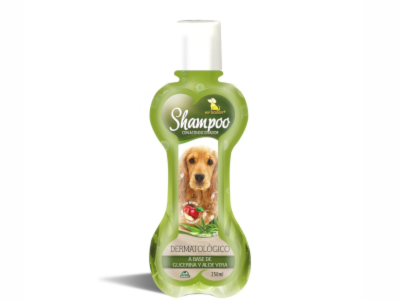 Shampoo
DERMATOLÓGICO
A BASE DE
GLICERINA Y ALOE VERA
250ml